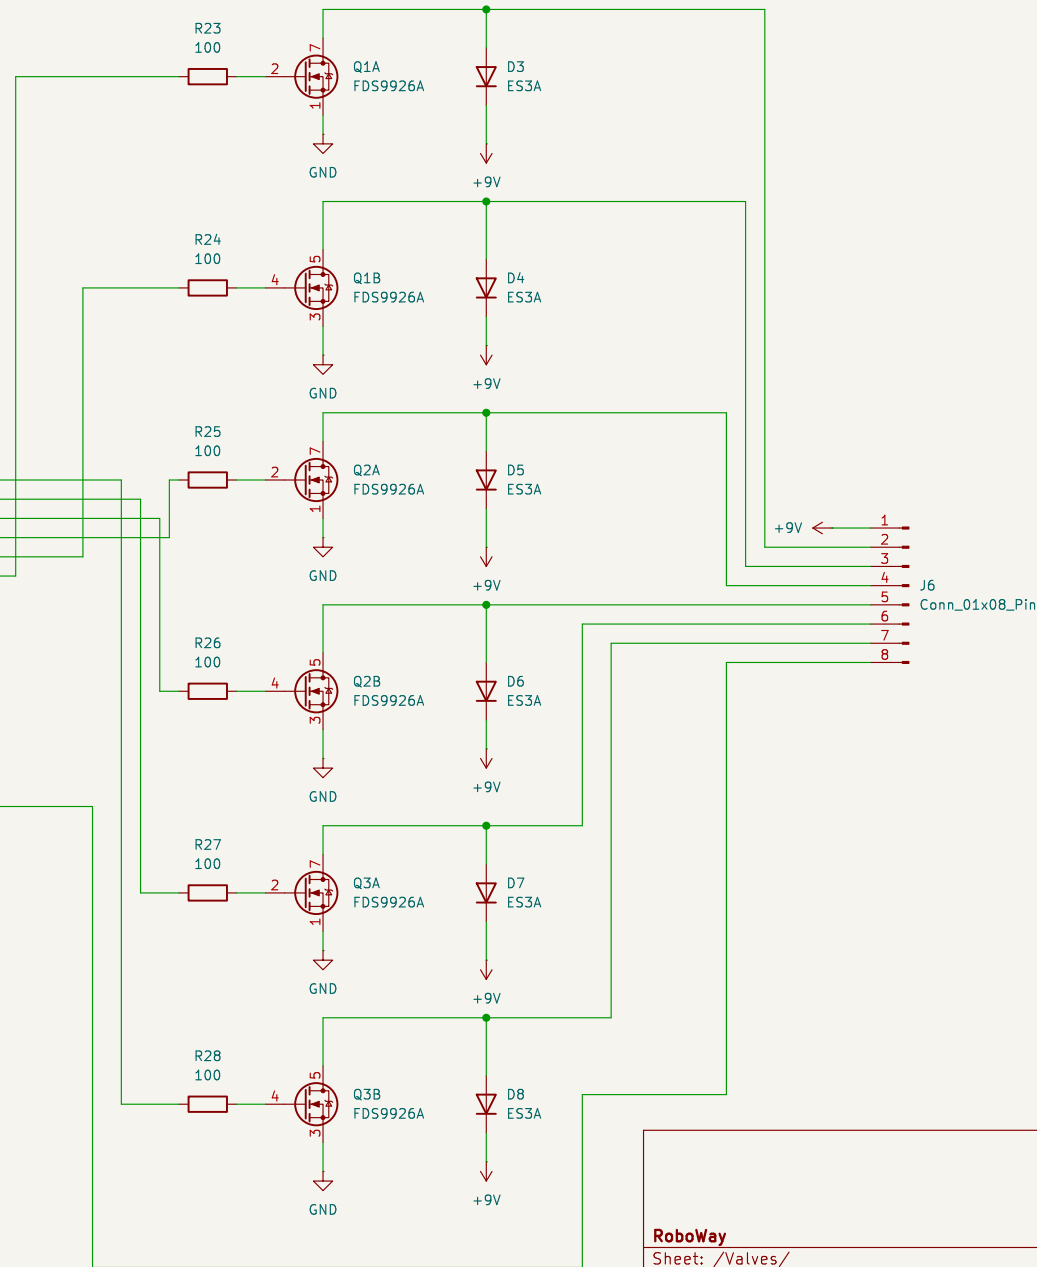 R23
100
2
7
1
Q1A
FDS9926A
GND
D3
ES3A
+9V
R24
100
4
5
3
Q1B
FDS9926A
GND
D4
ES3A
+9V
R25
100
2
7
1
Q2A
FDS9926A
GND
D5
ES3A
+9V
+9V
1
2
3
4
5
6
7
8
J6
Conn_01x08_Pin
R26
100
4
5
3
Q2B
FDS9926A
GND
D6
ES3A
+9V
R27
100
2
7
1
Q3A
FDS9926A
GND
D7
ES3A
+9V
R28
100
4
5
3
Q3B
FDS9926A
GND
D8
ES3A
+9V
RoboWay
Sheet: /Valves/